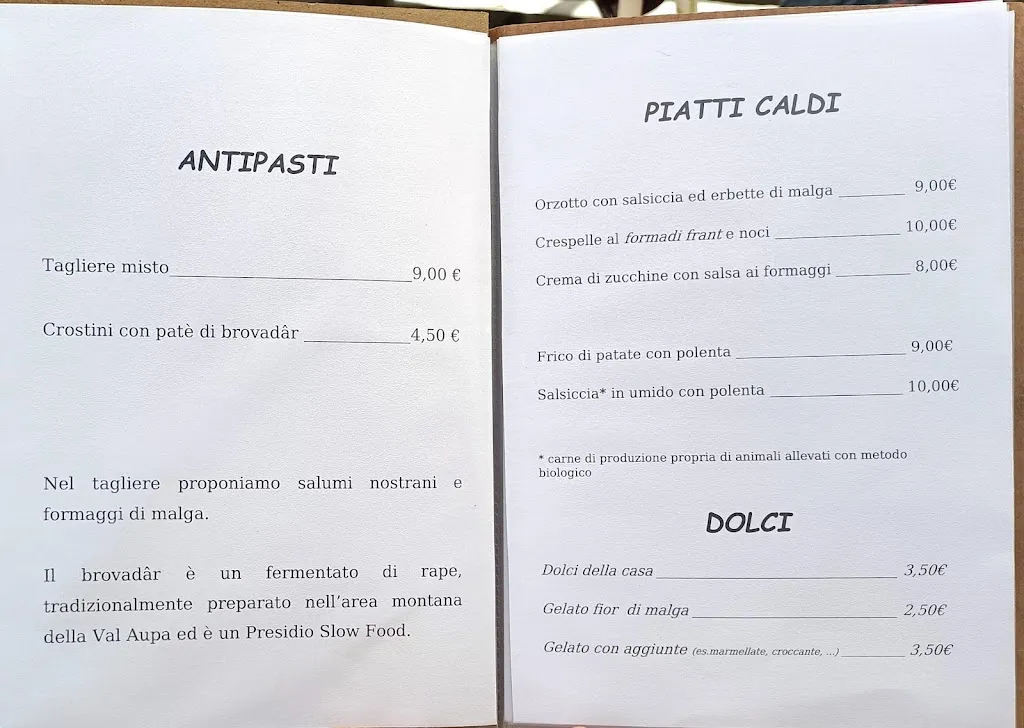 ANTIPASTI
Tagliere misto 9,00 €
Crostini con patè di brovadâr 4,50 €
Nel tagliere proponiamo salumi nostrani e
formaggi di malga.
Il brovadâr è un fermentato di rape,
tradizionalmente preparato nell'area montana
della Val Aupa ed è un Presidio Slow Food.
PIATTI CALDI
Orzotto con salsiccia ed erbette di malga 9,00€
Crespelle al formadi frant e noci 10,00€
Crema di zucchine con salsa ai formaggi 8,00€
Frico di patate con polenta 9,00€
Salsiccia* in umido con polenta 10,00€
* carne di produzione propria di animali allevati con metodo
biologico
DOLCI
Dolci della casa 3,50€
Gelato fior di malga 2,50€
Gelato con aggiunte (es.marmellate, croccante, ...) 3,50€